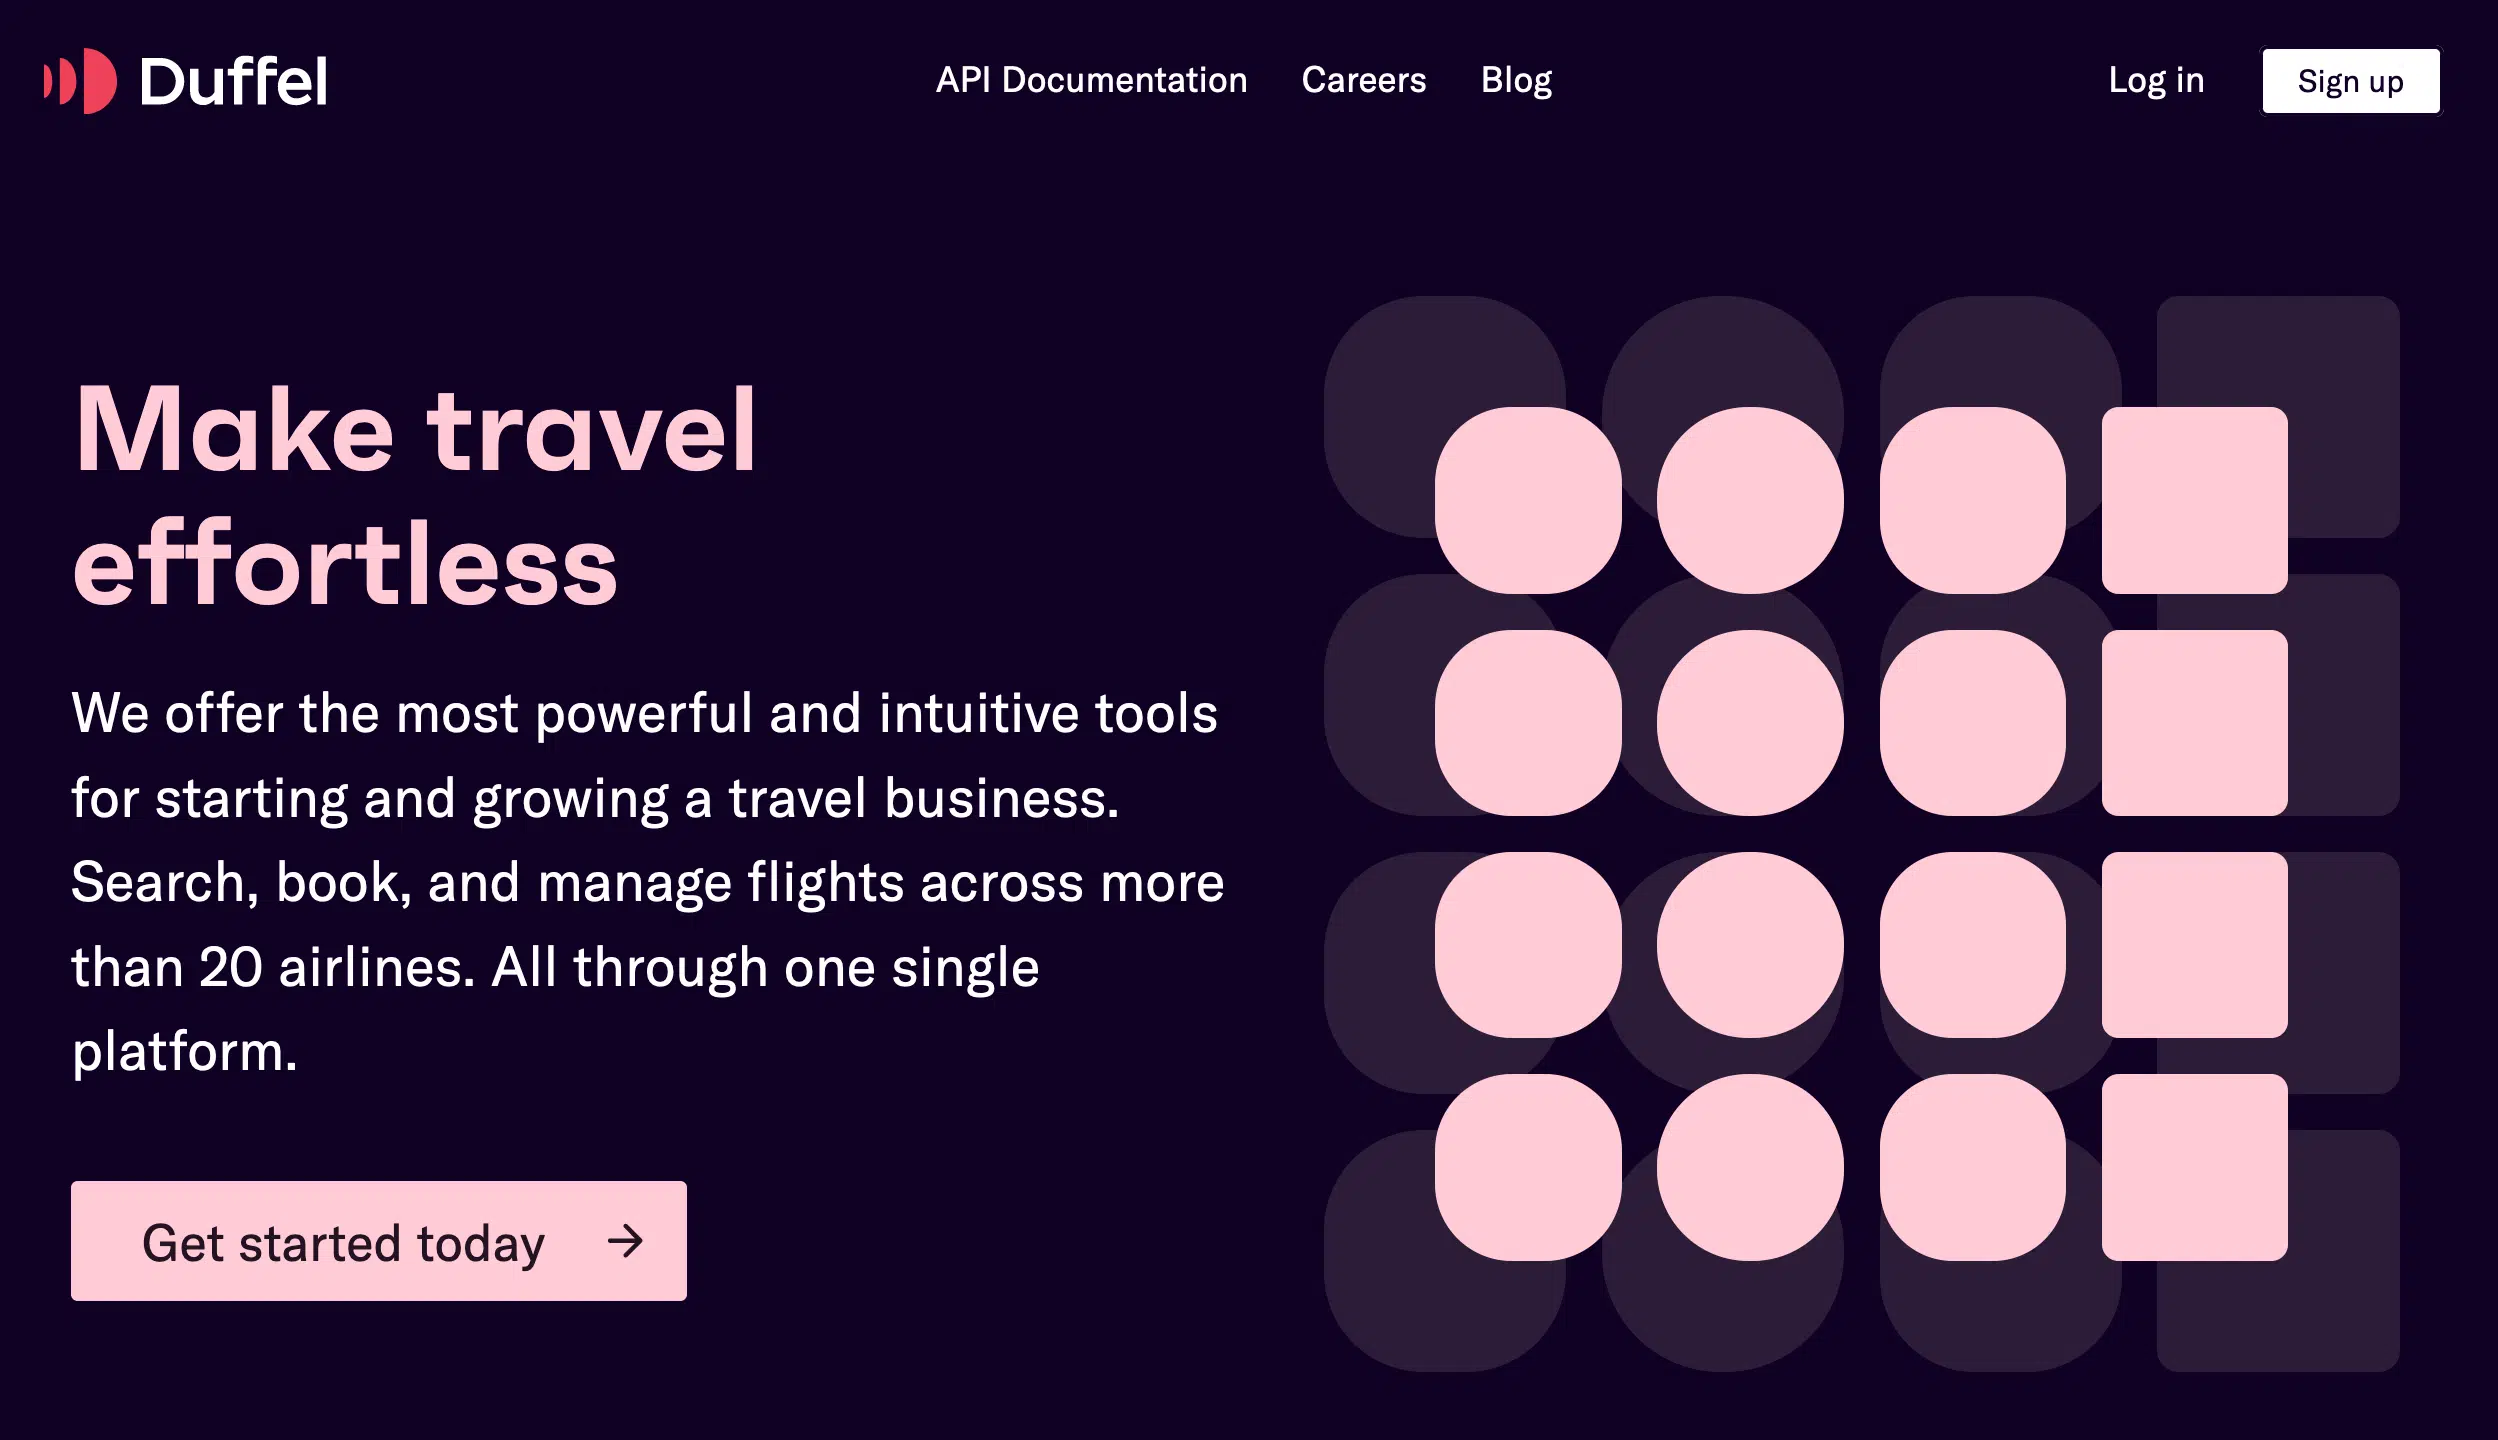 Duffel
API Documentation
Careers
Blog
Log in
Sign up
Make travel
effortless
We offer the most powerful and intuitive tools
for starting and growing a travel business.
Search, book, and manage flights across more
than 20 airlines. All through one single
platform.
Get started today